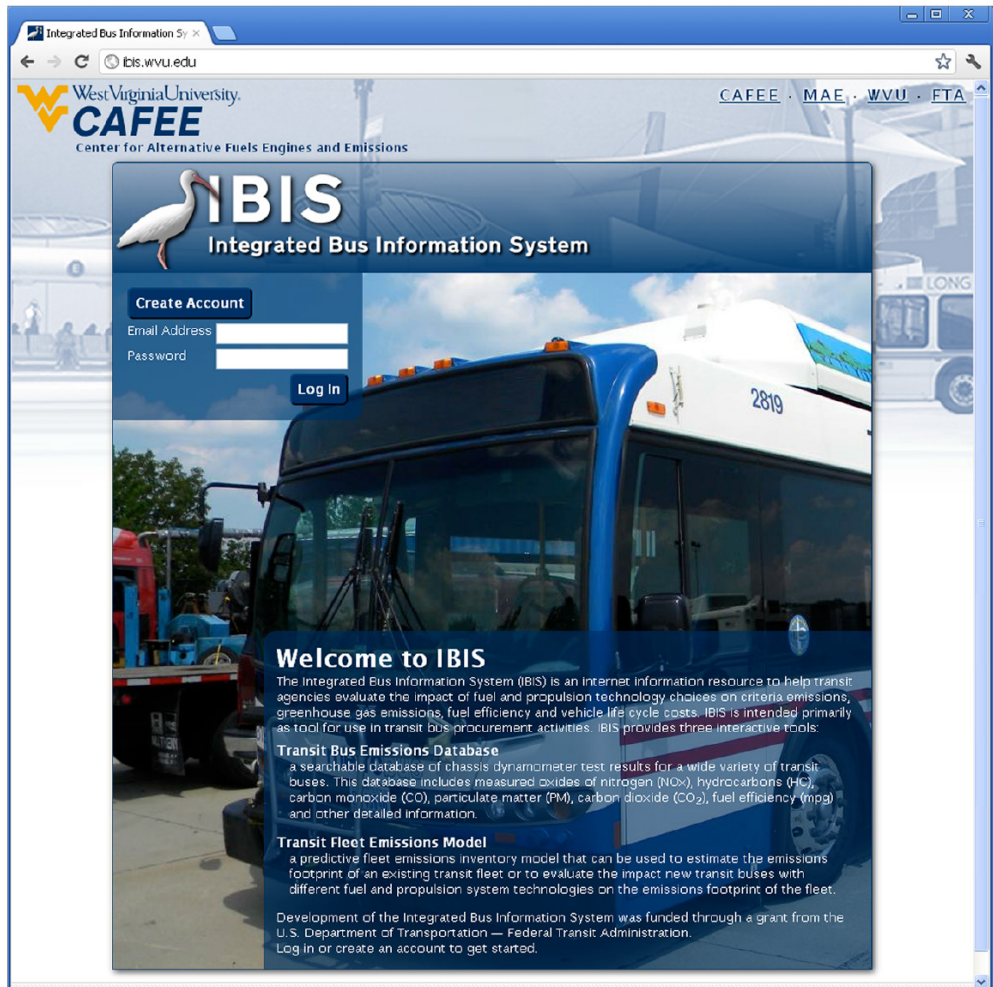 Integrated Bus Information Sy
ibis.wvu.edu
WestVirginiaUniversity.
CAFEE
Center for Alternative Fuels Engines and Emissions
CAFEE · MAE · WVU · FTA
IBIS
Integrated Bus Information System
LONG
Create Account
Email Address
Password
Log In
2819
Welcome to IBIS
The Integrated Bus Information System (IBIS) is an internet information resource to help transit
agencies evaluate the impact of fuel and propulsion technology choices on criteria emissions,
greenhouse gas emissions, fuel efficiency and vehicle life cycle costs. IBIS is intended primarily
as tool for use in transit bus procurement activities. IBIS provides three interactive tools:
Transit Bus Emissions Database
a searchable database of chassis dynamometer test results for a wide variety of transit
buses. This database includes measured oxides of nitrogen (NOx), hydrocarbons (HC),
carbon monoxide (CO), particulate matter (PM), carbon dioxide (CO₂), fuel efficiency (mpg)
and other detailed information.
Transit Fleet Emissions Model
a predictive fleet emissions inventory model that can be used to estimate the emissions
footprint of an existing transit fleet or to evaluate the impact new transit buses with
different fuel and propulsion system technologies on the emissions footprint of the fleet.
Development of the Integrated Bus Information System was funded through a grant from the
U.S. Department of Transportation — Federal Transit Administration.
Log in or create an account to get started.